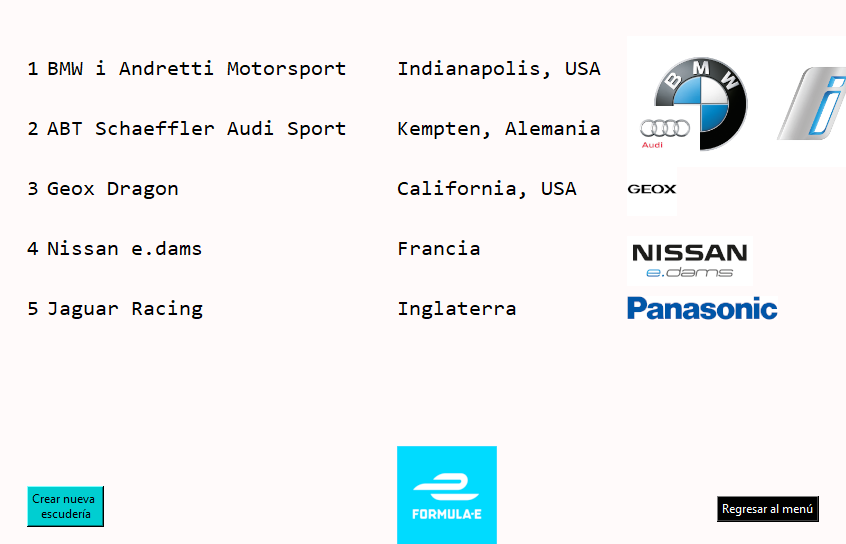 1 BMW i Andretti Motorsport Indianapolis, USA BMW i
2 ABT Schaeffler Audi Sport Kempten, Alemania Audi
3 Geox Dragon California, USA GEOX
4 Nissan e.dams Francia NISSAN
e.dams
5 Jaguar Racing Inglaterra Panasonic
FORMULA-E
Crear nueva
escudería
Regresar al menú